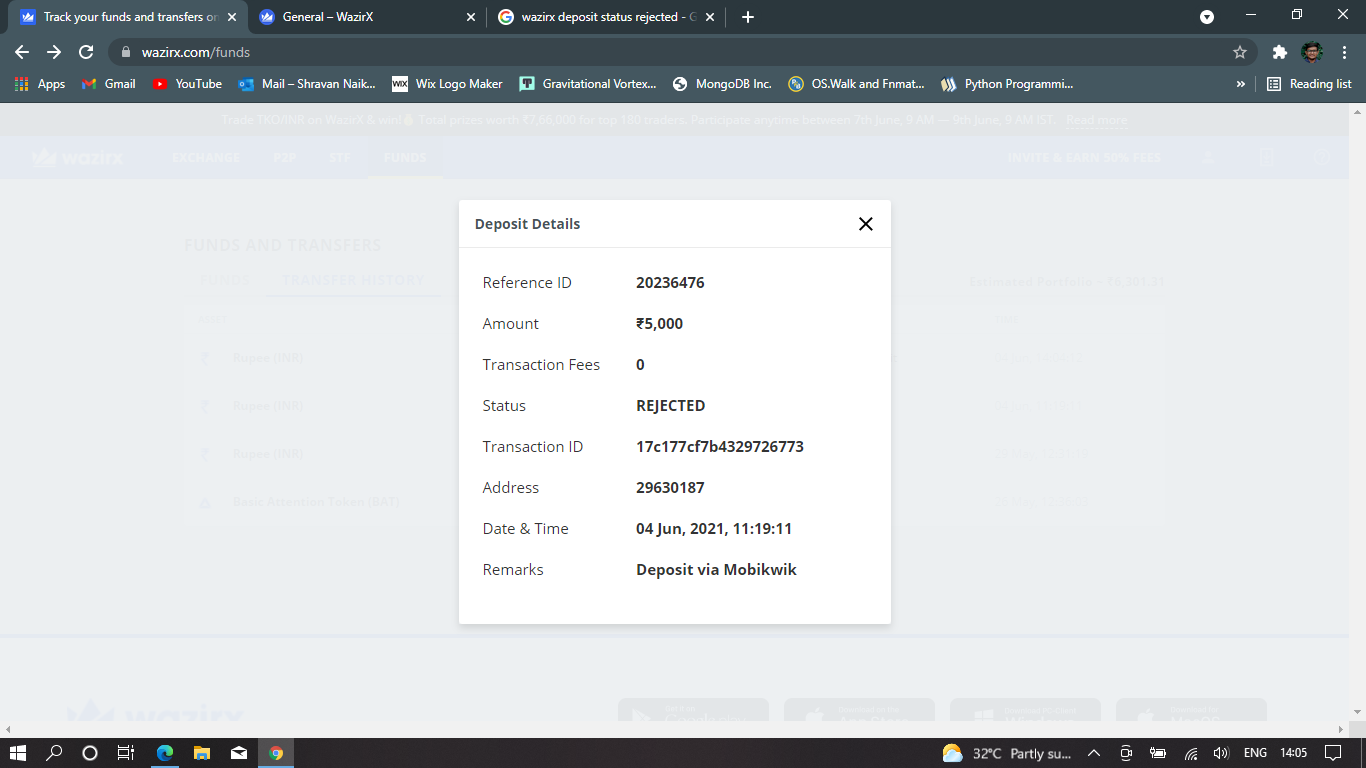 Track your funds and transfers or
General – WazirX
wazirx deposit status rejected - G
wazirx.com/funds
Apps
Gmail
YouTube
Mail – Shravan Naik...
WiX Wix Logo Maker
Gravitational Vortex...
MongoDB Inc.
OS.Walk and Fnmat...
Python Programmi...
»
Reading list
Trade TKO/INR on WazirX & win! Total prizes worth ₹7,66,000 for top 180 traders. Participate anytime between 7th June, 9 AM — 9th June, 9 AM IST. Read more
wazirx EXCHANGE P2P STF FUNDS INVITE & EARN 50% FEES
Deposit Details
FUNDS AND TRANSFERS
FUNDS TRANSFER HISTORY
Reference ID 20236476
Amount ₹5,000
Rupee (INR)
Transaction Fees 0
Status REJECTED
Rupee (INR)
Transaction ID 17c177cf7b4329726773
Rupee (INR)
Address 29630187
Basic Attention Token (BAT)
Date & Time 04 Jun, 2021, 11:19:11
Remarks Deposit via Mobikwik
wazirx
32°C Partly su... ENG 14:05